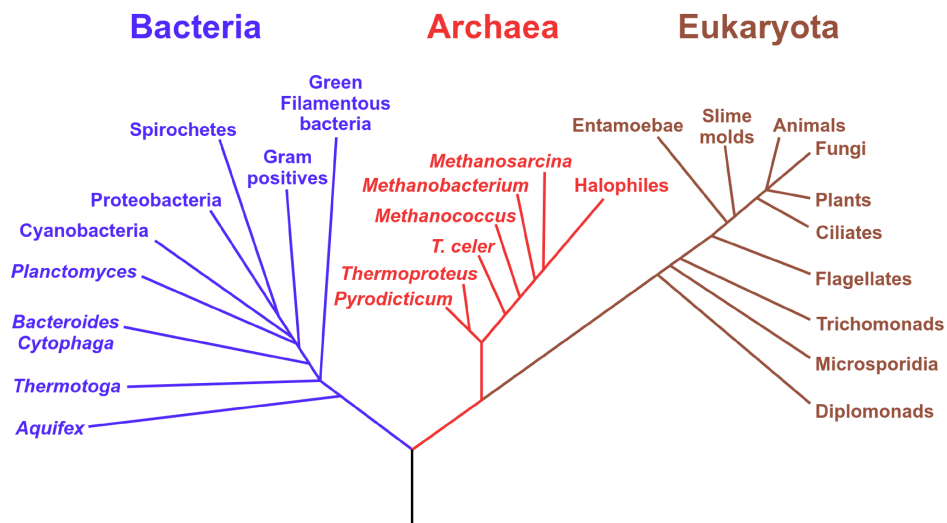 Bacteria
Archaea
Eukaryota
Green
Filamentous
bacteria
Spirochetes
Gram
positives
Proteobacteria
Cyanobacteria
Planctomyces
Bacteroides
Cytophaga
Thermotoga
Aquifex
Methanosarcina
Methanobacterium
Halophiles
Methanococcus
T. celer
Thermoproteus
Pyrodicticum
Entamoebae
Slime
molds
Animals
Fungi
Plants
Ciliates
Flagellates
Trichomonads
Microsporidia
Diplomonads